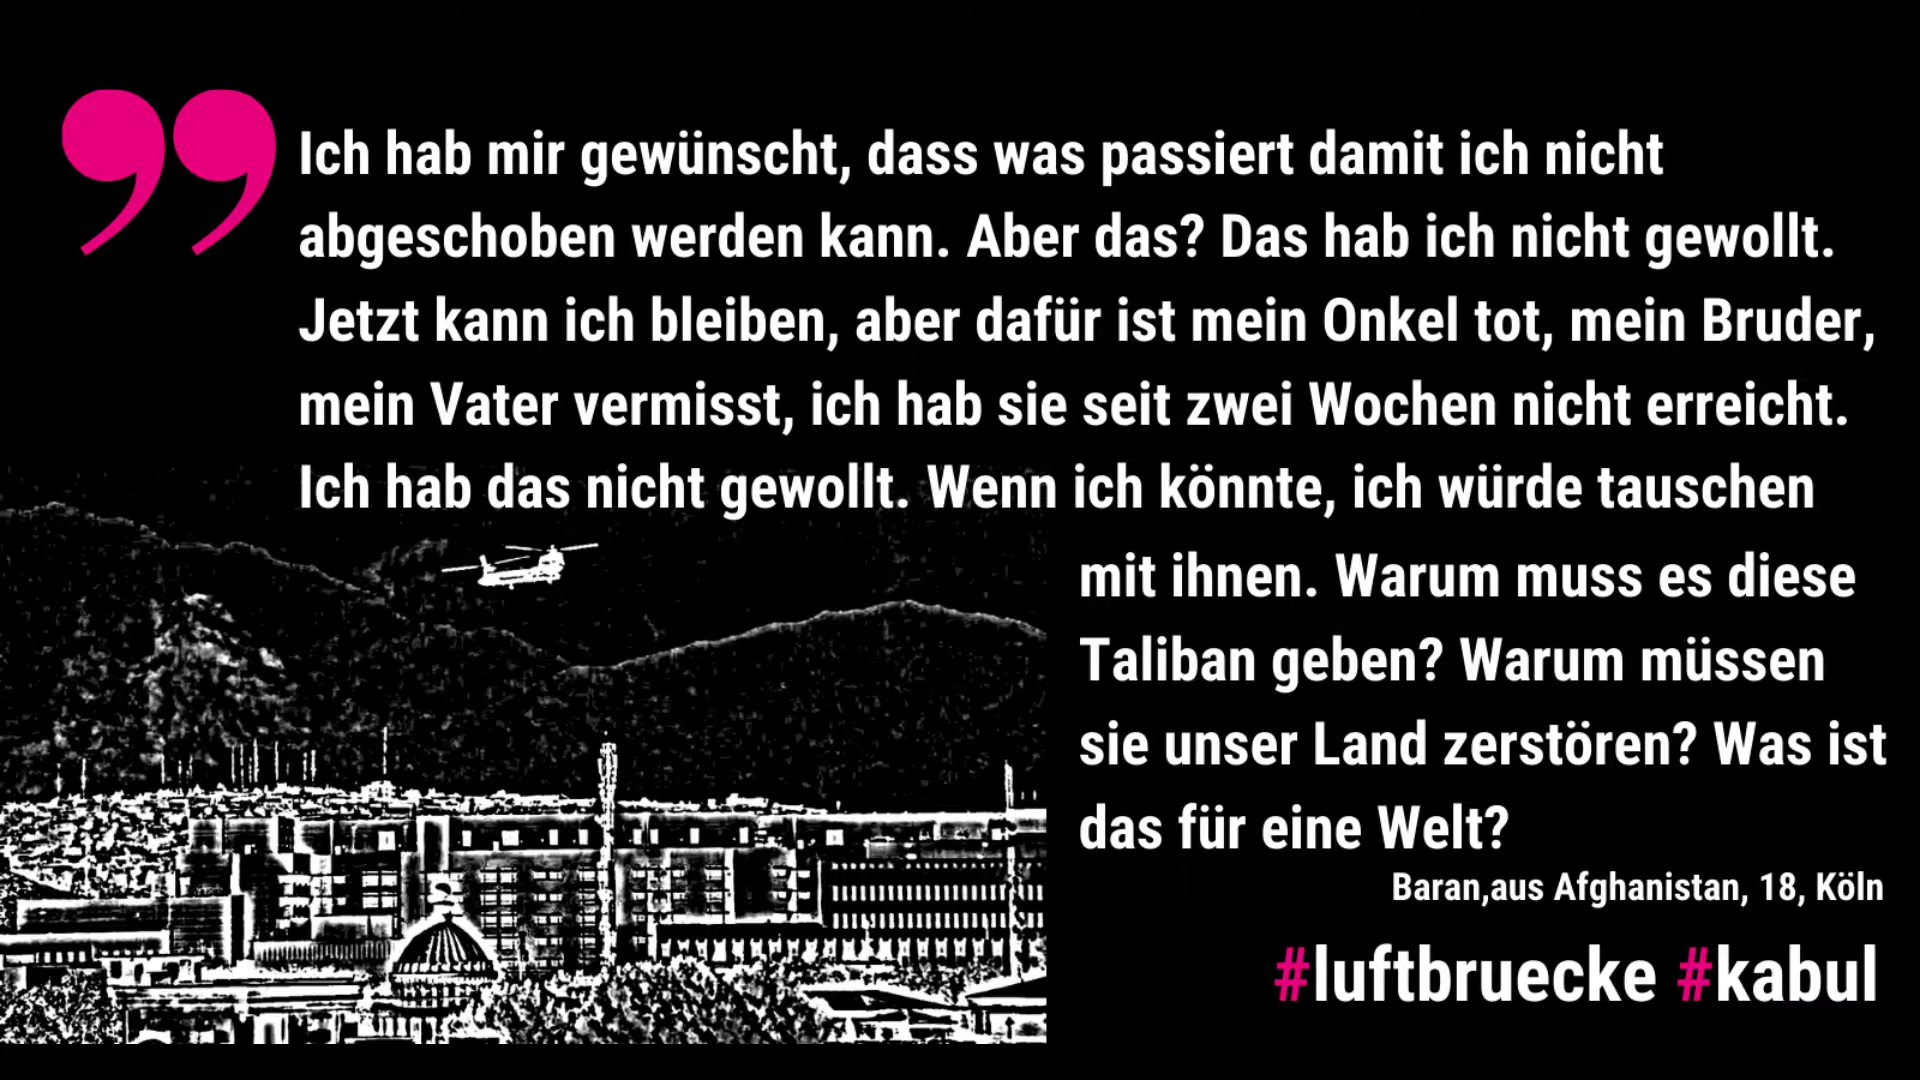 Ich hab mir gewünscht, dass was passiert damit ich nicht
abgeschoben werden kann. Aber das? Das hab ich nicht gewollt.
Jetzt kann ich bleiben, aber dafür ist mein Onkel tot, mein Bruder,
mein Vater vermisst, ich hab sie seit zwei Wochen nicht erreicht.
Ich hab das nicht gewollt. Wenn ich könnte, ich würde tauschen
mit ihnen. Warum muss es diese
Taliban geben? Warum müssen
sie unser Land zerstören? Was ist
das für eine Welt?
Baran,aus Afghanistan, 18, Köln
#luftbruecke #kabul